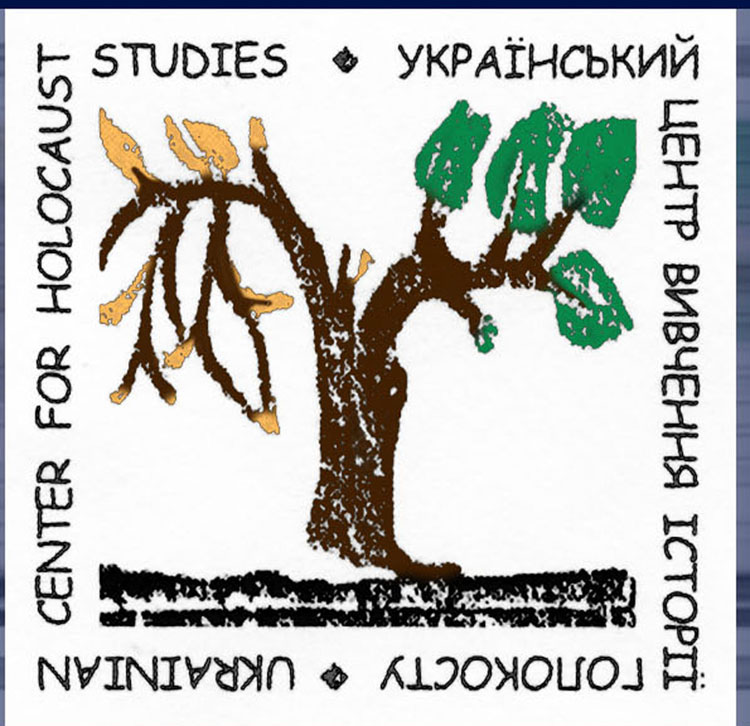 УКРАЇНСЬКИЙ
ЦЕНТР ВИВЧЕННЯ ІСТОРІЇ
ГОЛОКОСТУ
UKRAINIAN
CENTER FOR HOLOCAUST
STUDIES